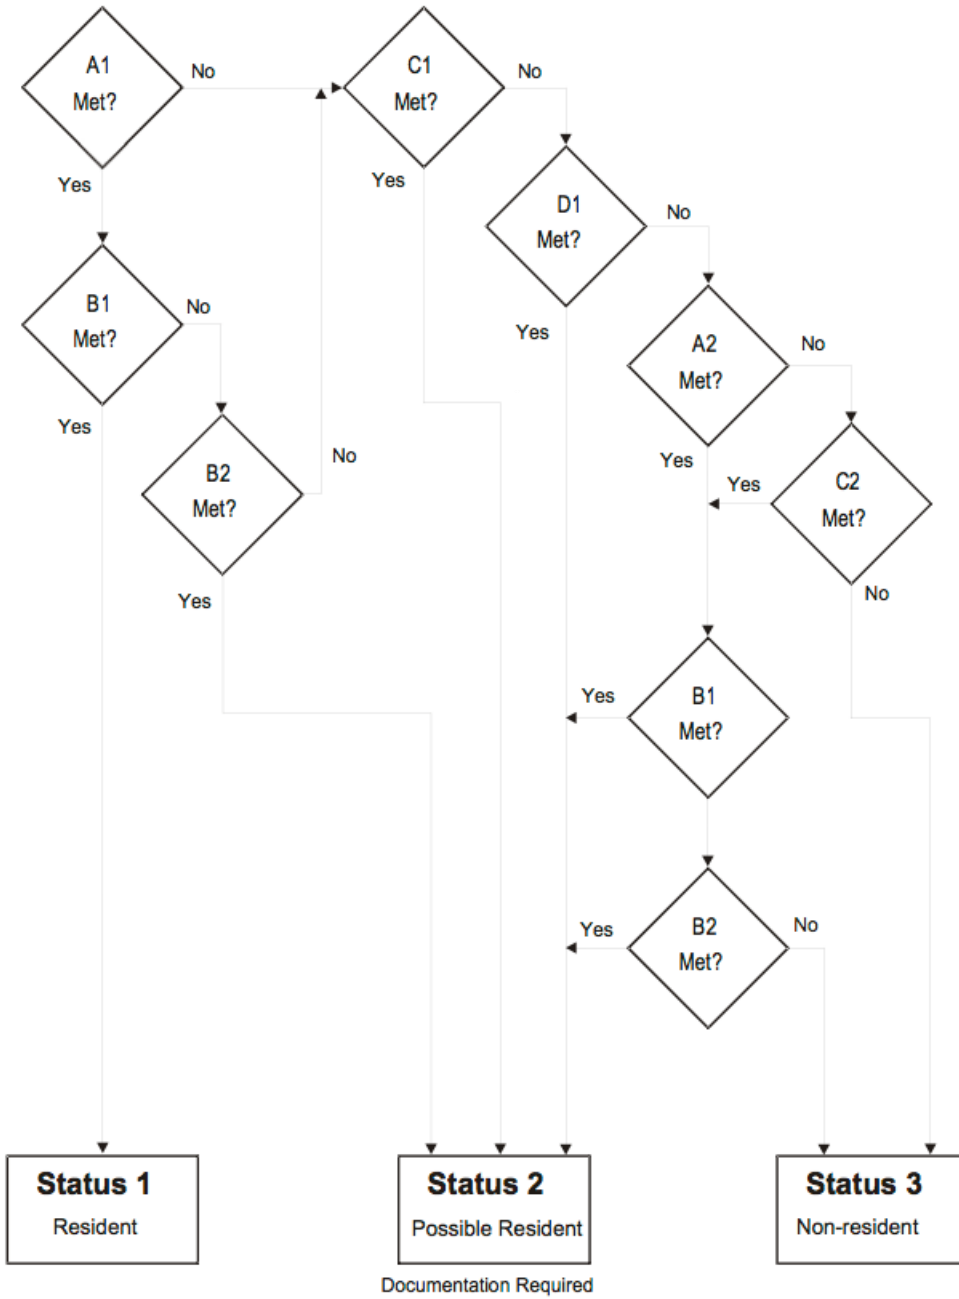 A1
Met?
No
C1
Met?
No
Yes
Yes
D1
Met?
No
B1
Met?
No
Yes
A2
Met?
No
Yes
B2
Met?
No
Yes
Yes
C2
Met?
Yes
No
Yes
B1
Met?
Yes
B2
Met?
No
Status 1
Resident
Status 2
Possible Resident
Status 3
Non-resident
Documentation Required